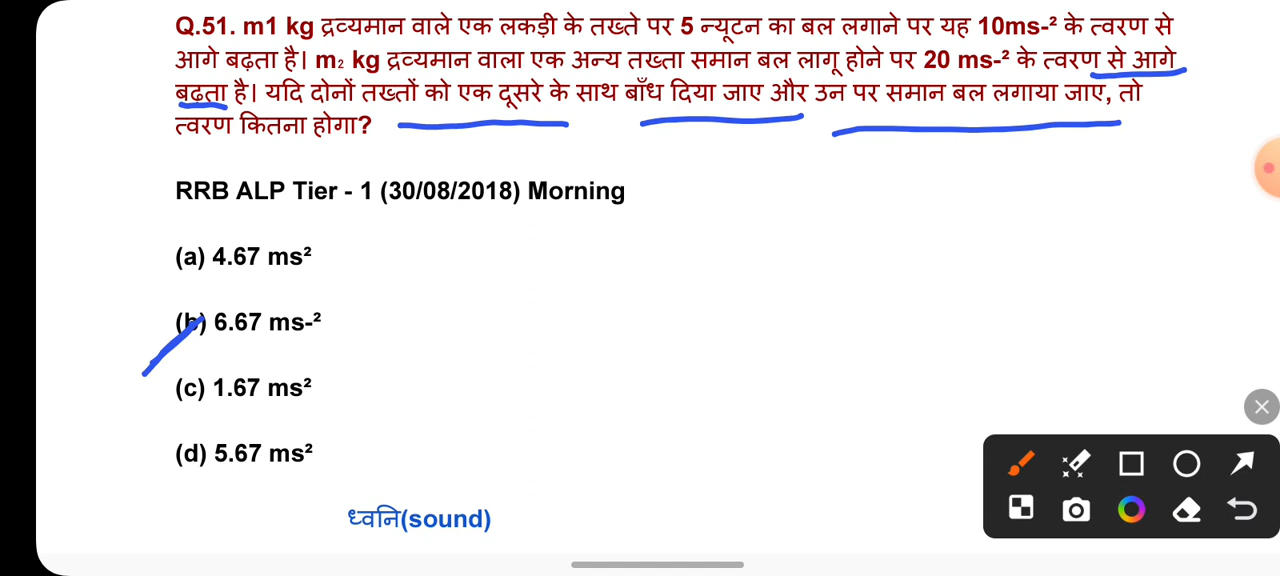 Q.51. m1 kg द्रव्यमान वाले एक लकड़ी के तख्ते पर 5 न्यूटन का बल लगाने पर यह 10ms-² के त्वरण से
आगे बढ़ता है। m₂ kg द्रव्यमान वाला एक अन्य तख्ता समान बल लागू होने पर 20 ms-² के त्वरण से आगे
बढ़ता है। यदि दोनों तख्तों को एक दूसरे के साथ बाँध दिया जाए और उन पर समान बल लगाया जाए, तो
त्वरण कितना होगा?
RRB ALP Tier - 1 (30/08/2018) Morning
(a) 4.67 ms²
(b) 6.67 ms-²
(c) 1.67 ms²
(d) 5.67 ms²
ध्वनि(sound)